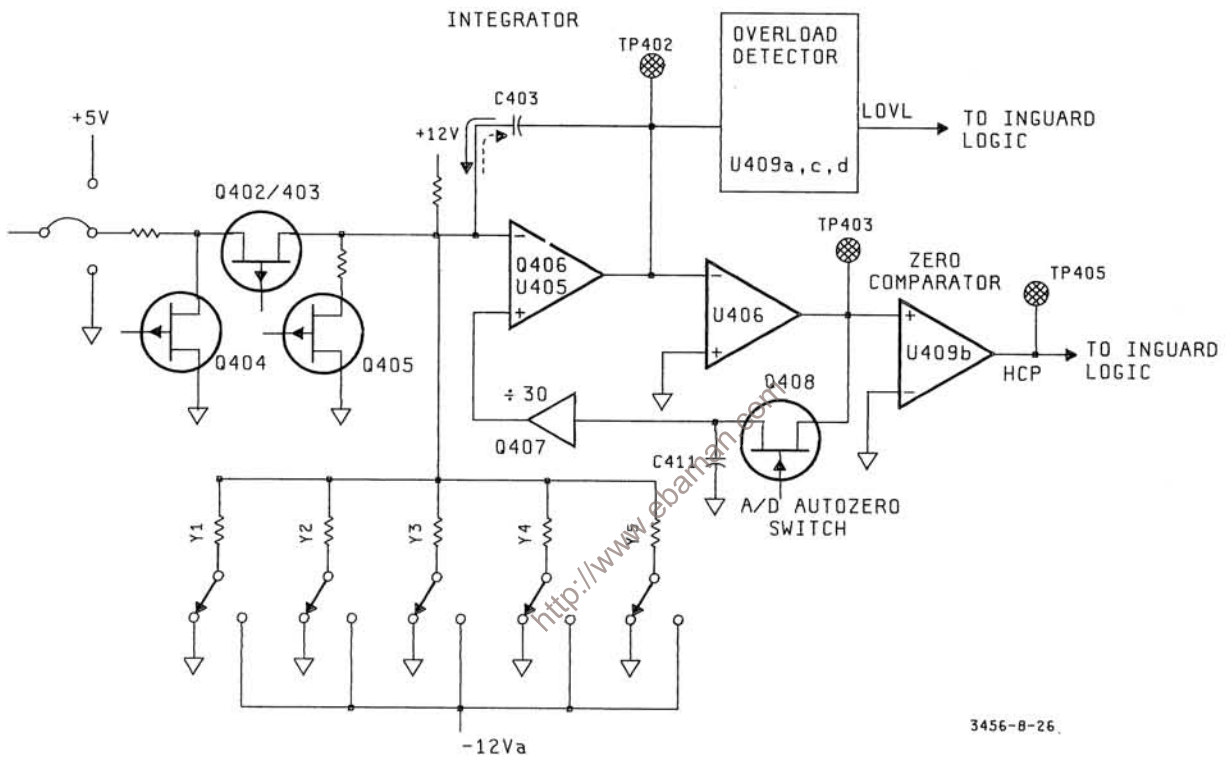 INTEGRATOR
TP402
OVERLOAD
DETECTOR
U409a,c,d
LOVL
TO INGUARD
LOGIC
C403
+12V
+5V
Q402/403
Q404
Q405
-
Q406
U405
+
÷30
Q407
-
U406
+
TP403
ZERO
COMPARATOR
+
U409b
-
TP405
HCP
TO INGUARD
LOGIC
Q408
C411
A/D AUTOZERO
SWITCH
Y1
Y2
Y3
Y4
Y5
-12Va
http://www.ebaman.com
3456-8-26.